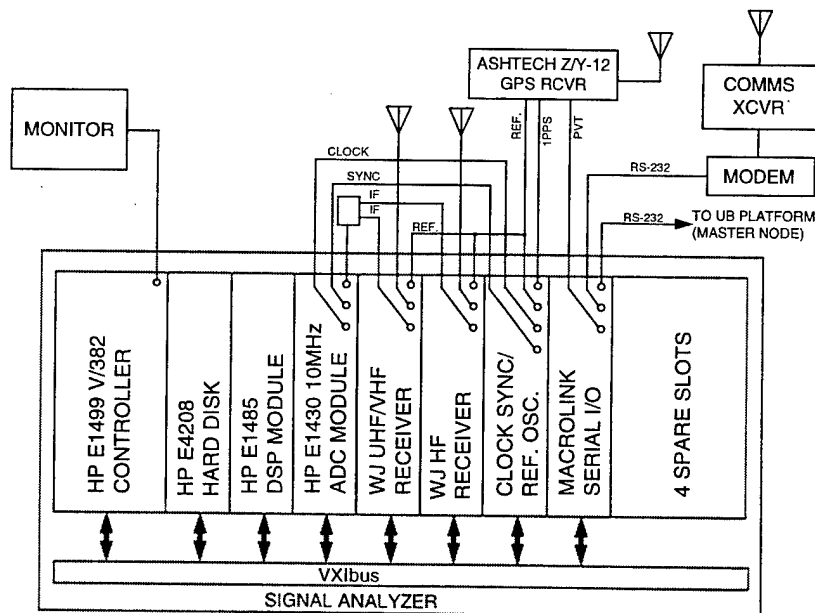 ASHTECH Z/Y-12
GPS RCVR
COMMS
XCVR
MONITOR
REF.
1PPS
PVT
CLOCK
SYNC
IF
IF
REF.
RS-232
MODEM
RS-232
TO UB PLATFORM
(MASTER NODE)
HP E1499 V/382
CONTROLLER
HP E4208
HARD DISK
HP E1485
DSP MODULE
HP E1430 10MHz
ADC MODULE
WJ UHF/VHF
RECEIVER
WJ HF
RECEIVER
CLOCK SYNC/
REF. OSC.
MACROLINK
SERIAL I/O
4 SPARE SLOTS
VXIbus
SIGNAL ANALYZER